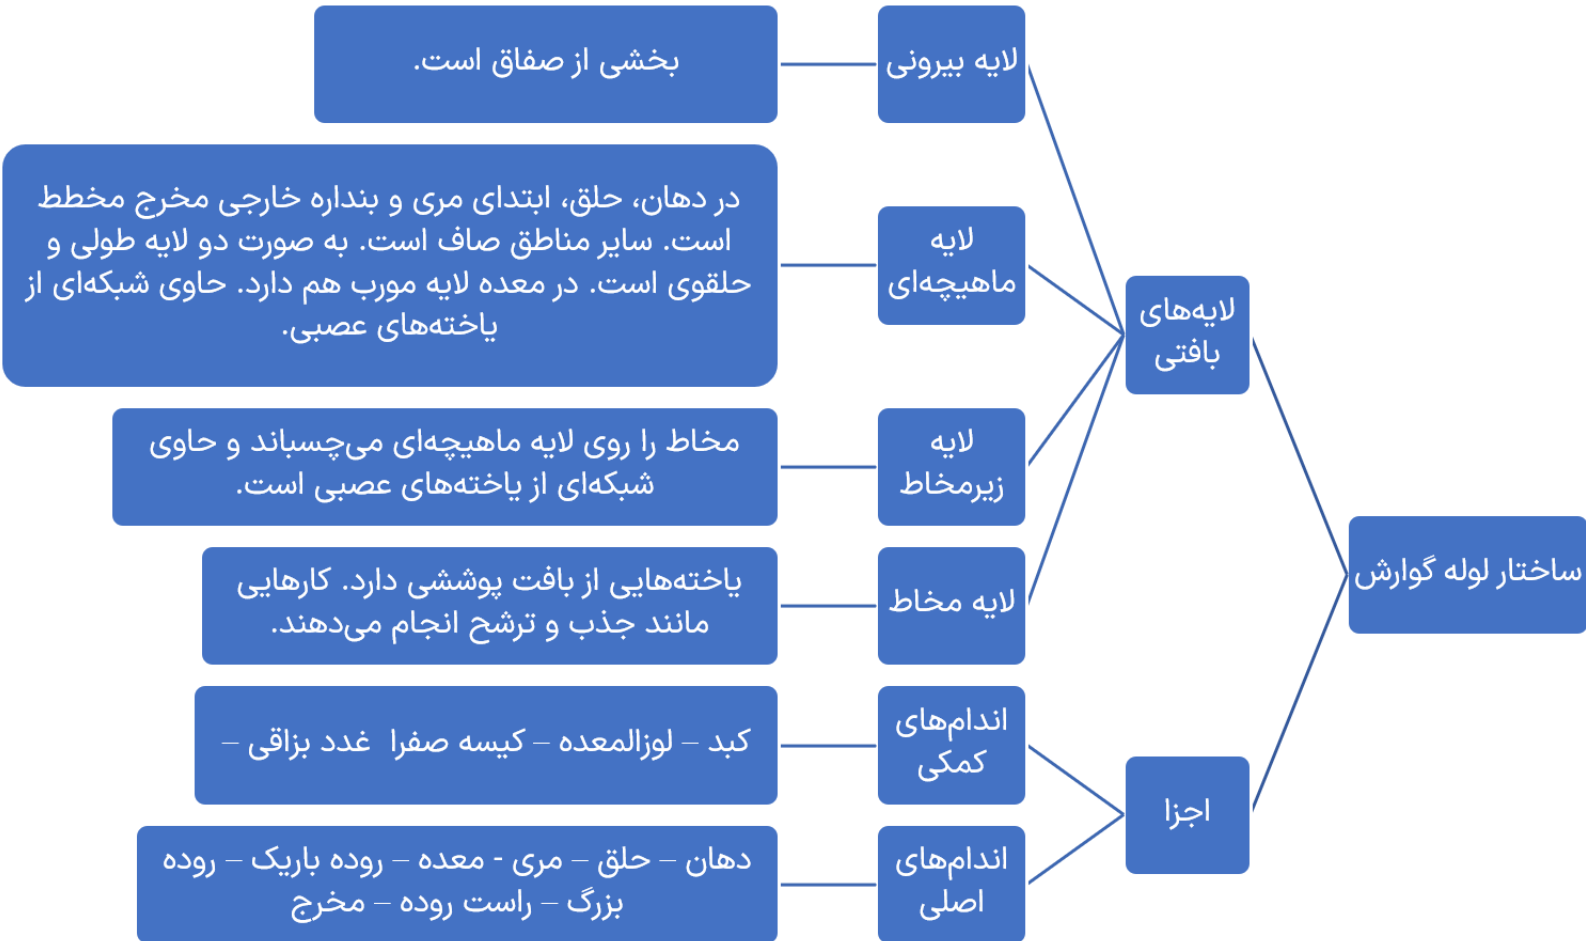 ساختار لوله گوارش
لایه‌های
بافتی
لایه بیرونی
بخشی از صفاق است.
لایه
ماهیچه‌ای
در دهان، حلق، ابتدای مری و بنداره خارجی مخرج مخطط
است. سایر مناطق صاف است. به صورت دو لایه طولی و
حلقوی است. در معده لایه مورب هم دارد. حاوی شبکه‌ای از
یاخته‌های عصبی.
لایه
زیرمخاط
مخاط را روی لایه ماهیچه‌ای می‌چسباند و حاوی
شبکه‌ای از یاخته‌های عصبی است.
لایه مخاط
یاخته‌هایی از بافت پوششی دارد. کارهایی
مانند جذب و ترشح انجام می‌دهند.
اجزا
اندام‌های
کمکی
کبد – لوزالمعده – کیسه صفرا  غدد بزاقی –
اندام‌های
اصلی
دهان – حلق – مری - معده – روده باریک – روده
بزرگ – راست روده – مخرج